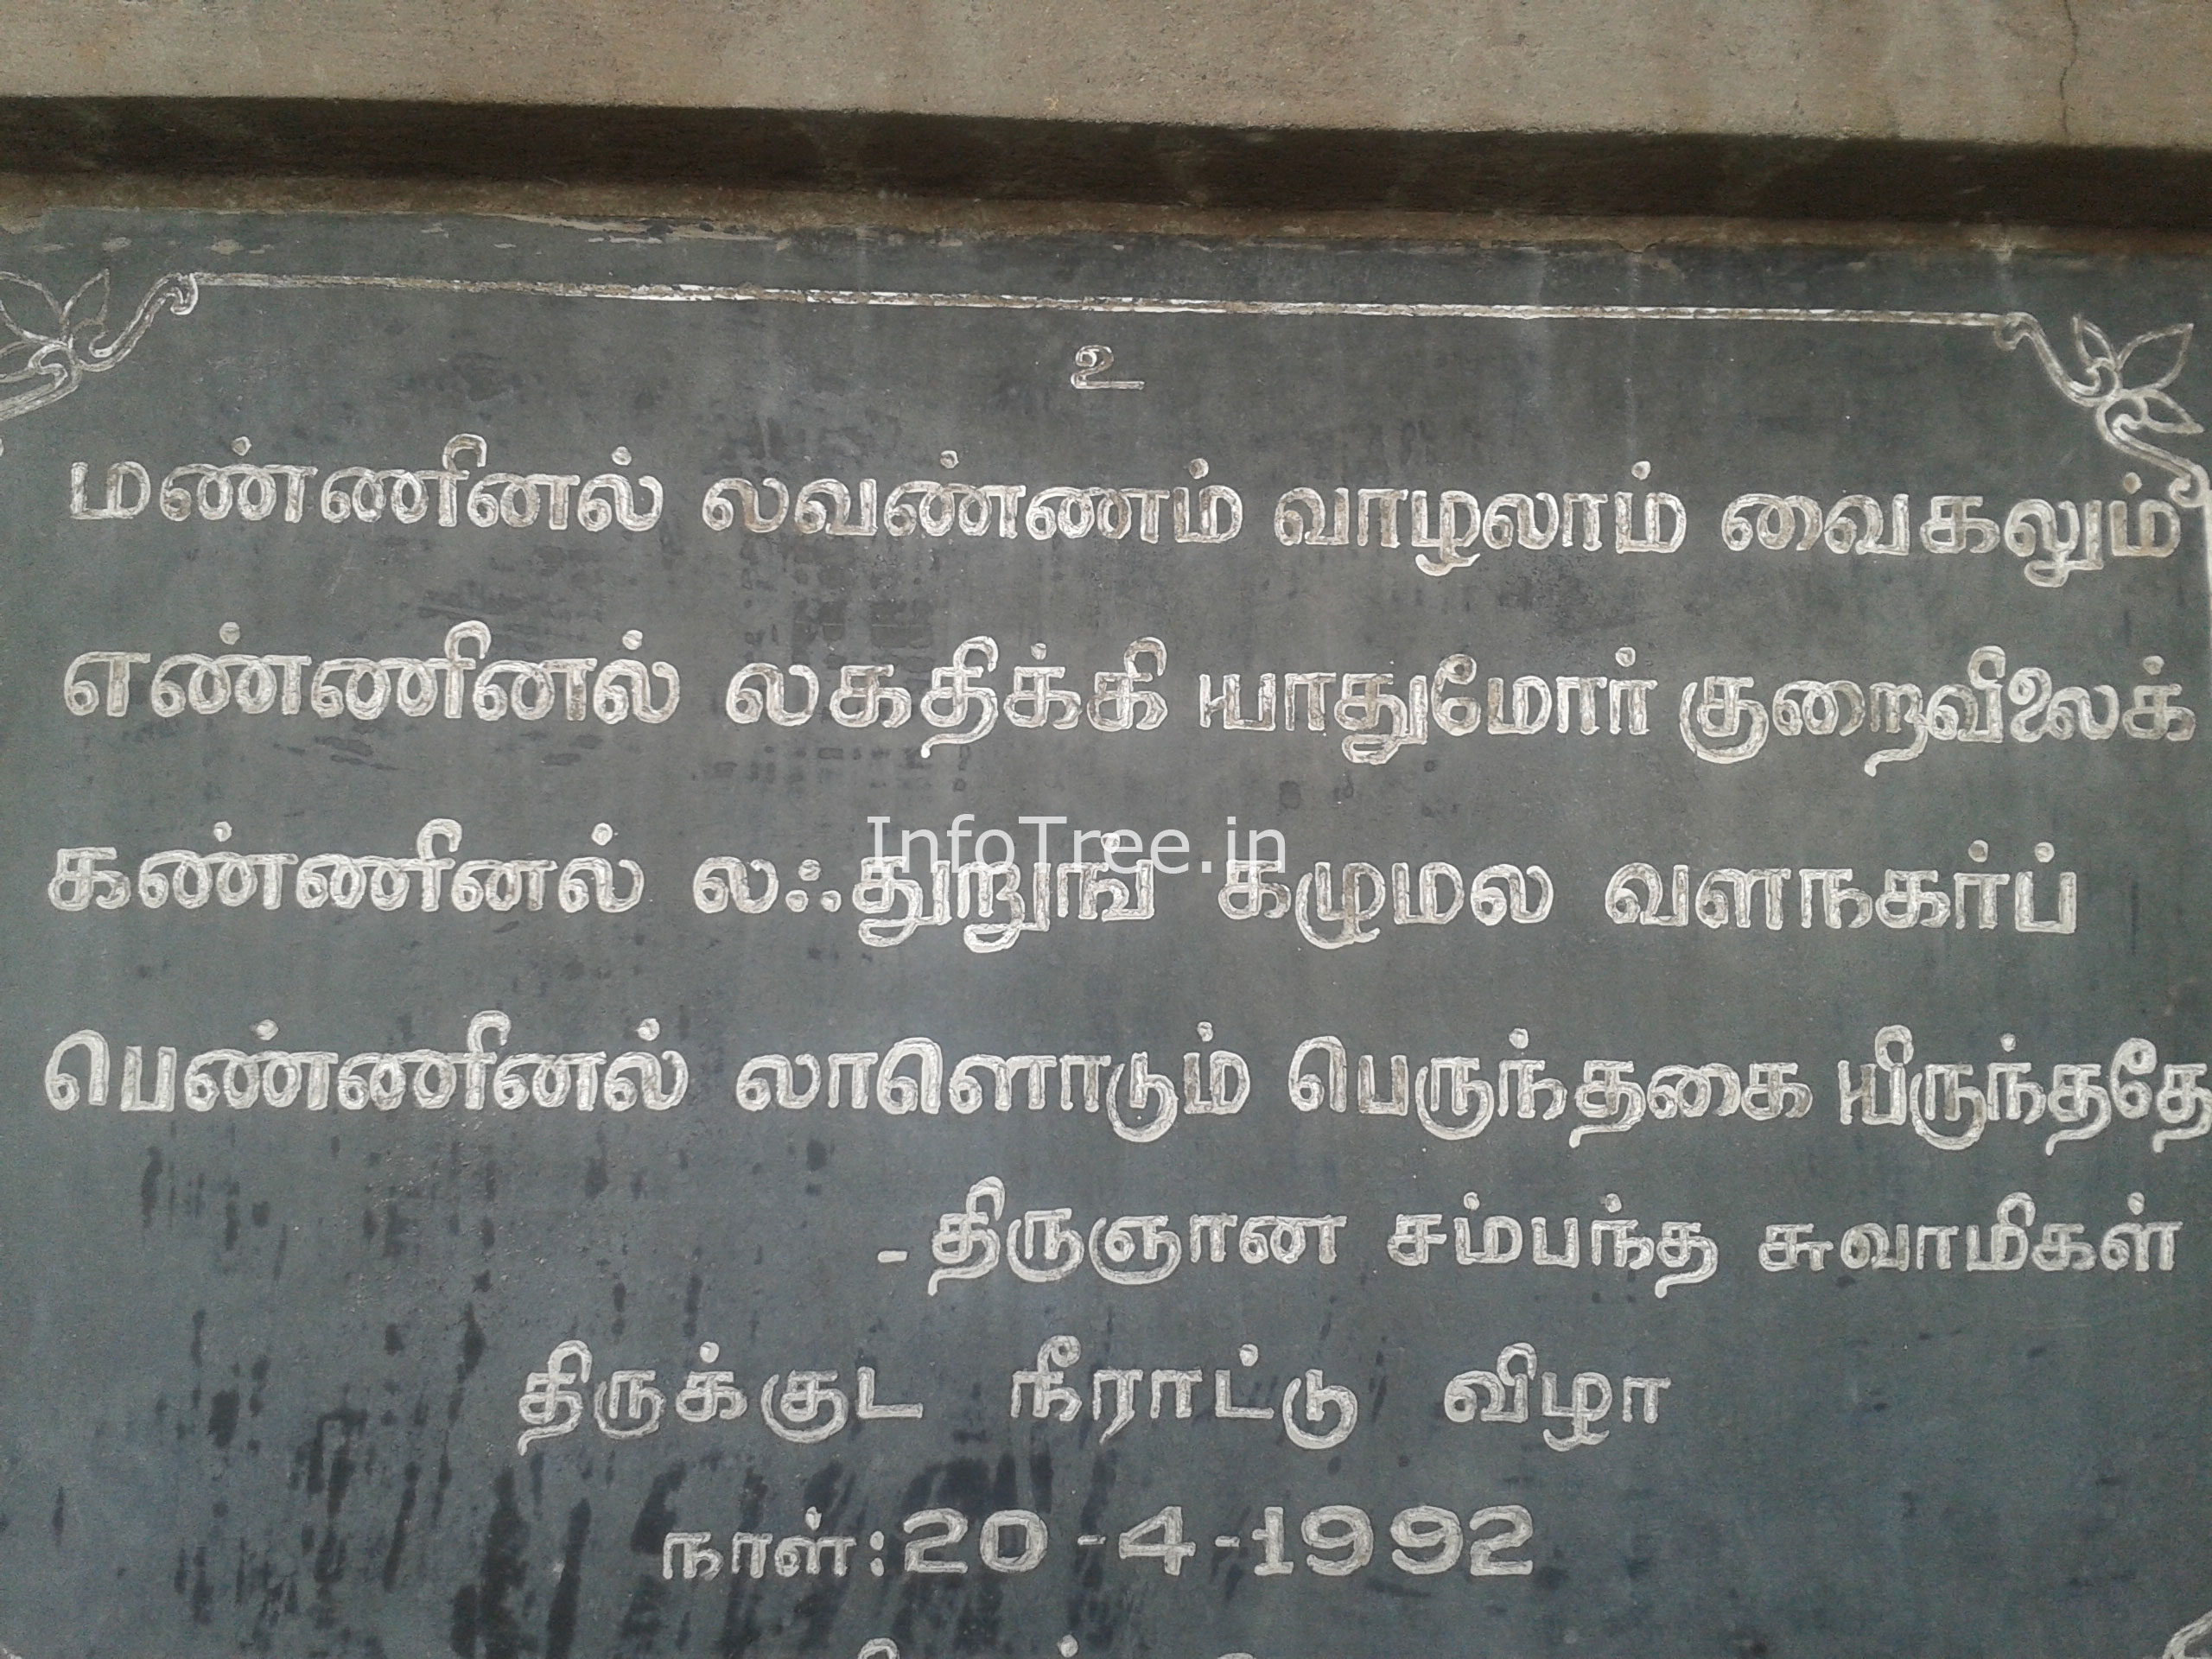 உ
மண்ணினல் லவண்ணம் வாழலாம் வைகலும்
எண்ணினல் லகதிக்கி யாதுமோர் குறைவிலைக்
கண்ணினல் லஃதுறுங் கழுமல வளநகர்ப்
பெண்ணினல் லாளொடும் பெருந்தகை யிருந்ததே
- திருஞான சம்பந்த சுவாமிகள்
திருக்குட நீராட்டு விழா
நாள்: 20-4-1992
InfoTree.in